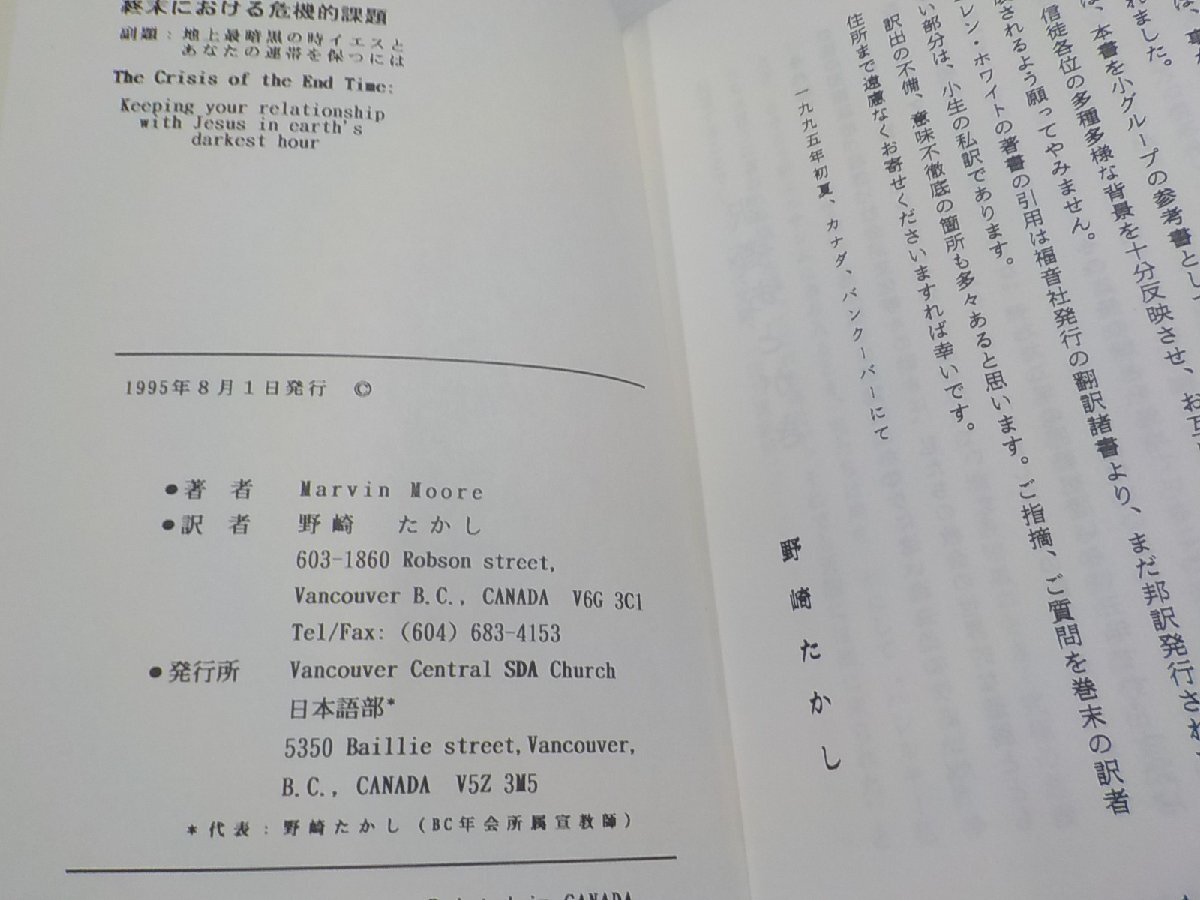 終末における危機的課題
副題：地上最暗黒の時イエスと
あなたの連帯を保つには
The Crisis of the End Time:
Keeping your relationship
with Jesus in earth's
darkest hour
1995年8月1日発行 ©
●著者 Marvin Moore
●訳者 野崎 たかし
603-1860 Robson street,
Vancouver B.C., CANADA V6G 3C1
Tel/Fax: (604) 683-4153
●発行所 Vancouver Central SDA Church
日本語部*
5350 Baillie street, Vancouver,
B.C., CANADA V5Z 3M5
*代表：野崎たかし（BC年会所属宣教師）
CANADA
れました。
、本書を小グループの参考書とし
信徒各位の多種多様な背景を十分反映させ、お互
されるよう願ってやみません。
レン・ホワイトの著書の引用は福音社発行の翻訳諸書より、まだ邦訳発行され
い部分は、小生の私訳であります。
訳出の不備、意味不徹底の箇所も多々あると思います。ご指摘、ご質問を巻末の訳者
住所まで遠慮なくお寄せくださいますれば幸いです。
一九九五年初夏、カナダ、バンクーバーにて
野崎たかし